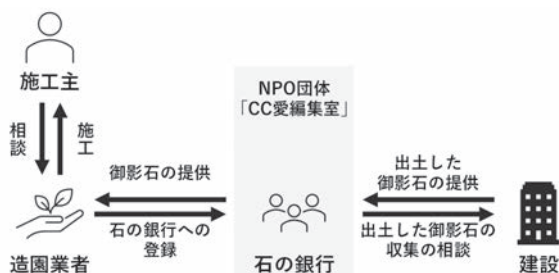 施工主
相談
施工
造園業者
御影石の提供
石の銀行への
登録
NPO団体
「CC愛編集室」
石の銀行
出土した
御影石の提供
出土した御影石の
収集の相談
建設